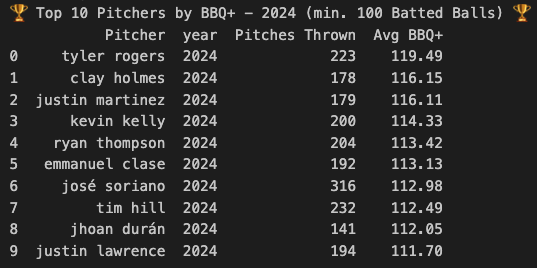 🏆 Top 10 Pitchers by BBQ+ - 2024 (min. 100 Batted Balls) 🏆
Pitcher year Pitches Thrown Avg BBQ+
0 tyler rogers 2024 223 119.49
1 clay holmes 2024 178 116.15
2 justin martinez 2024 179 116.11
3 kevin kelly 2024 200 114.33
4 ryan thompson 2024 204 113.42
5 emmanuel clase 2024 192 113.13
6 josé soriano 2024 316 112.98
7 tim hill 2024 232 112.49
8 jhoan durán 2024 141 112.05
9 justin lawrence 2024 194 111.70